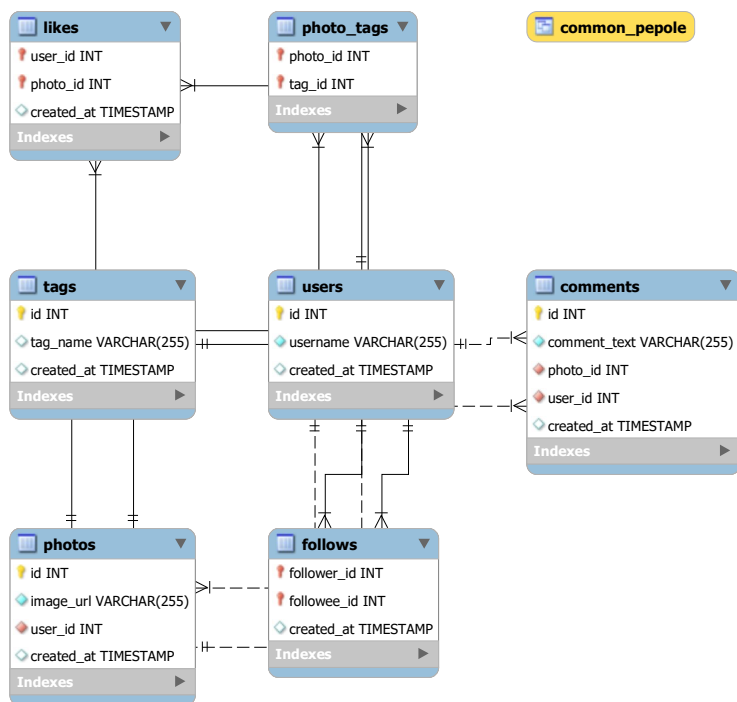 likes
user_id INT
photo_id INT
created_at TIMESTAMP
Indexes
photo_tags
photo_id INT
tag_id INT
Indexes
common_pepole
tags
id INT
tag_name VARCHAR(255)
created_at TIMESTAMP
Indexes
users
id INT
username VARCHAR(255)
created_at TIMESTAMP
Indexes
comments
id INT
comment_text VARCHAR(255)
photo_id INT
user_id INT
created_at TIMESTAMP
Indexes
photos
id INT
image_url VARCHAR(255)
user_id INT
created_at TIMESTAMP
Indexes
follows
follower_id INT
followee_id INT
created_at TIMESTAMP
Indexes